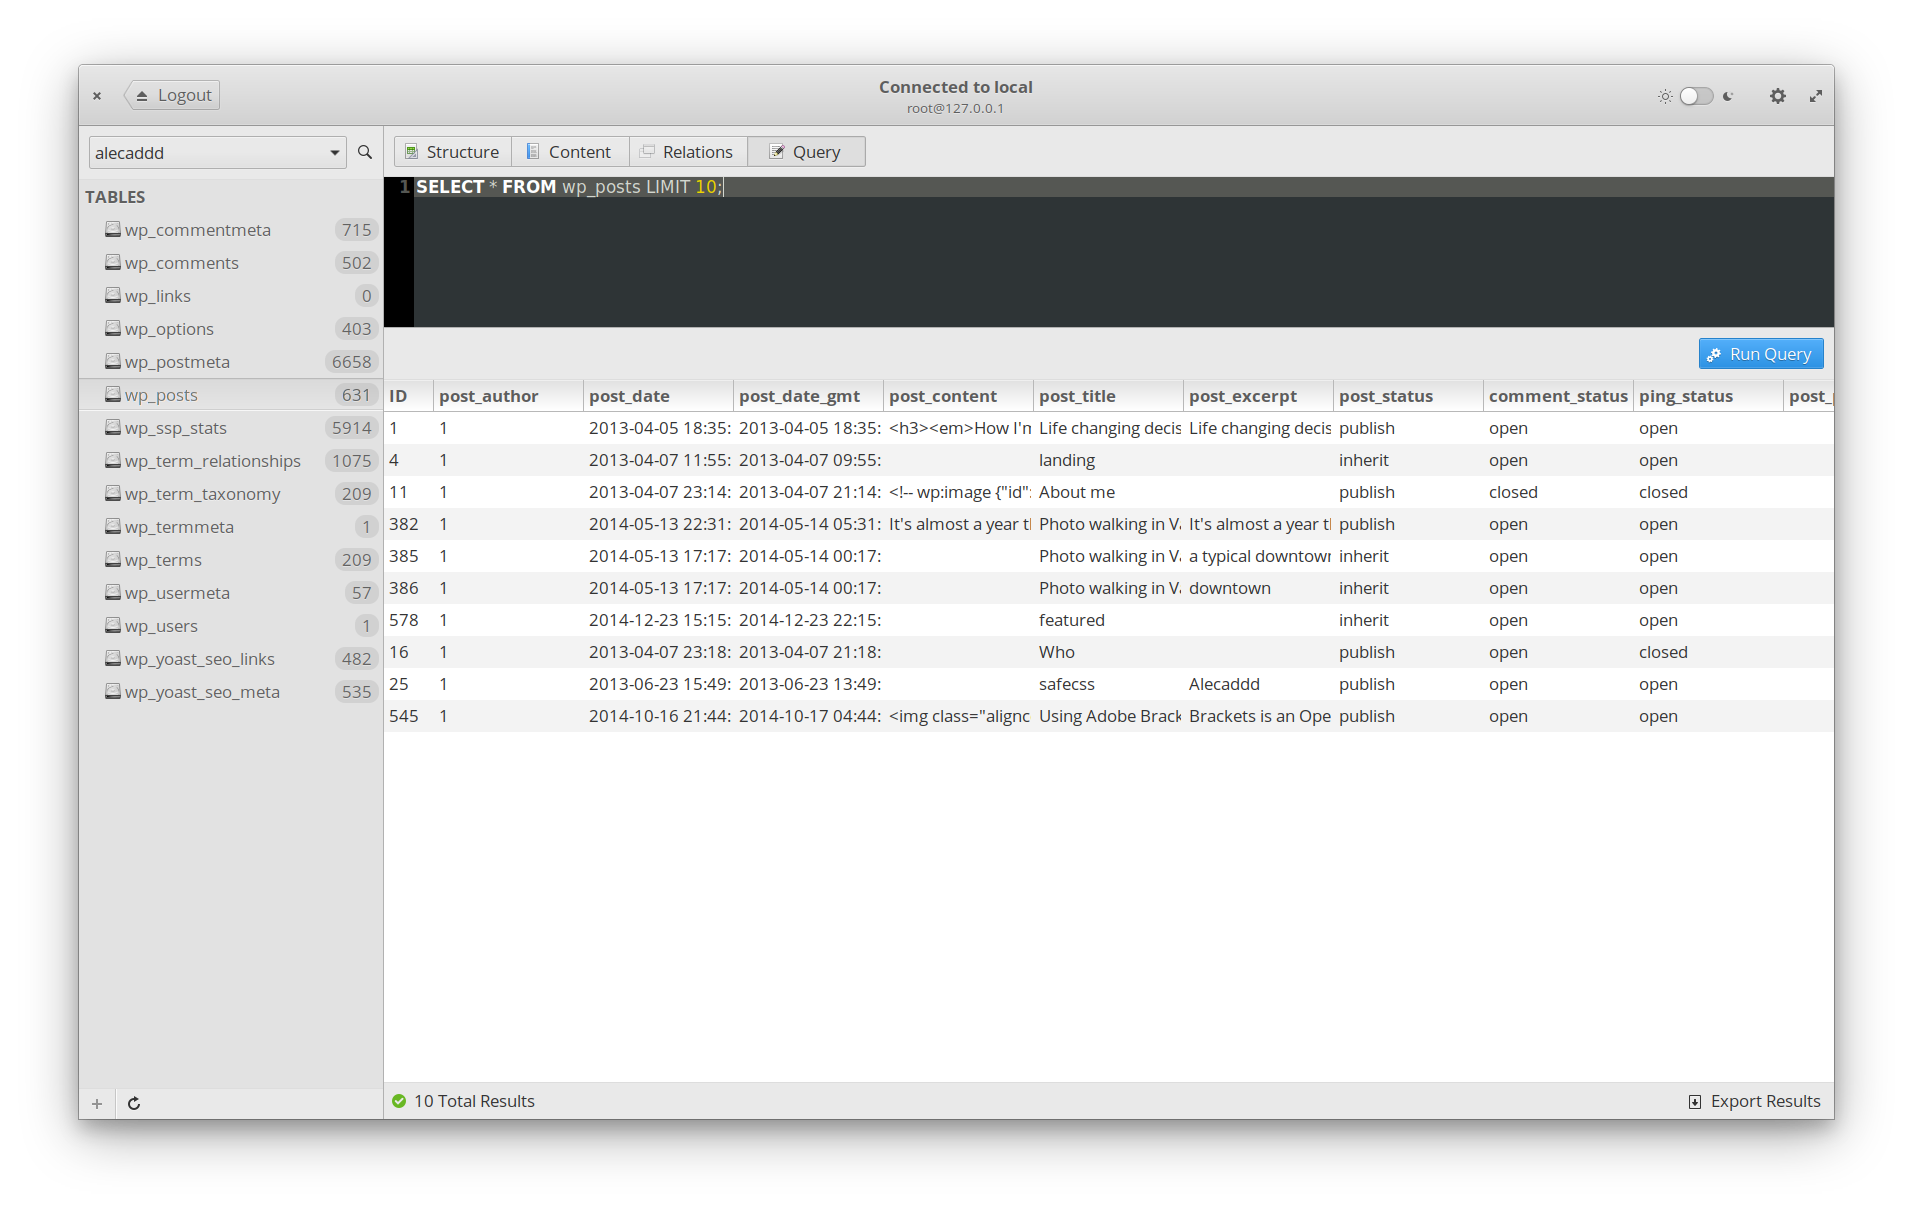 Logout
Connected to local
root@127.0.0.1
alecaddd
Structure Content Relations Query
TABLES
wp_commentmeta 715
wp_comments 502
wp_links 0
wp_options 403
wp_postmeta 6658
wp_posts 631
wp_ssp_stats 5914
wp_term_relationships 1075
wp_term_taxonomy 209
wp_termmeta 1
wp_terms 209
wp_usermeta 57
wp_users 1
wp_yoast_seo_links 482
wp_yoast_seo_meta 535
1 SELECT * FROM wp_posts LIMIT 10;
Run Query
ID post_author post_date post_date_gmt post_content post_title post_excerpt post_status comment_status ping_status post_
1 1 2013-04-05 18:35: 2013-04-05 18:35: <h3><em>How I'm Life changing decis Life changing decis publish open open
4 1 2013-04-07 11:55: 2013-04-07 09:55: landing inherit open open
11 1 2013-04-07 23:14: 2013-04-07 21:14: <!-- wp:image {"id": About me publish closed closed
382 1 2014-05-13 22:31: 2014-05-14 05:31: It's almost a year t Photo walking in V It's almost a year t publish open open
385 1 2014-05-13 17:17: 2014-05-14 00:17: Photo walking in V a typical downtown inherit open open
386 1 2014-05-13 17:17: 2014-05-14 00:17: Photo walking in V downtown inherit open open
578 1 2014-12-23 15:15: 2014-12-23 22:15: featured inherit open open
16 1 2013-04-07 23:18: 2013-04-07 21:18: Who publish open closed
25 1 2013-06-23 15:49: 2013-06-23 13:49: safecss Alecaddd publish open open
545 1 2014-10-16 21:44: 2014-10-17 04:44: <img class="alignc Using Adobe Brack Brackets is an Ope publish open open
10 Total Results
Export Results